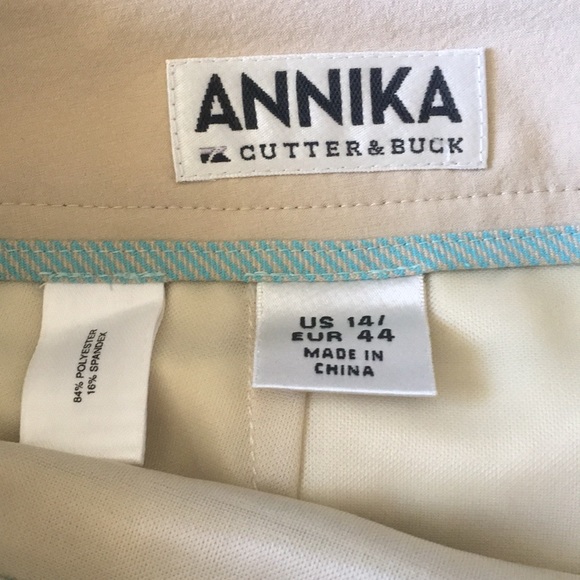 ANNIKA
CUTTER & BUCK
84% POLYESTER
16% SPANDEX
US 14/
EUR 44
MADE IN
CHINA